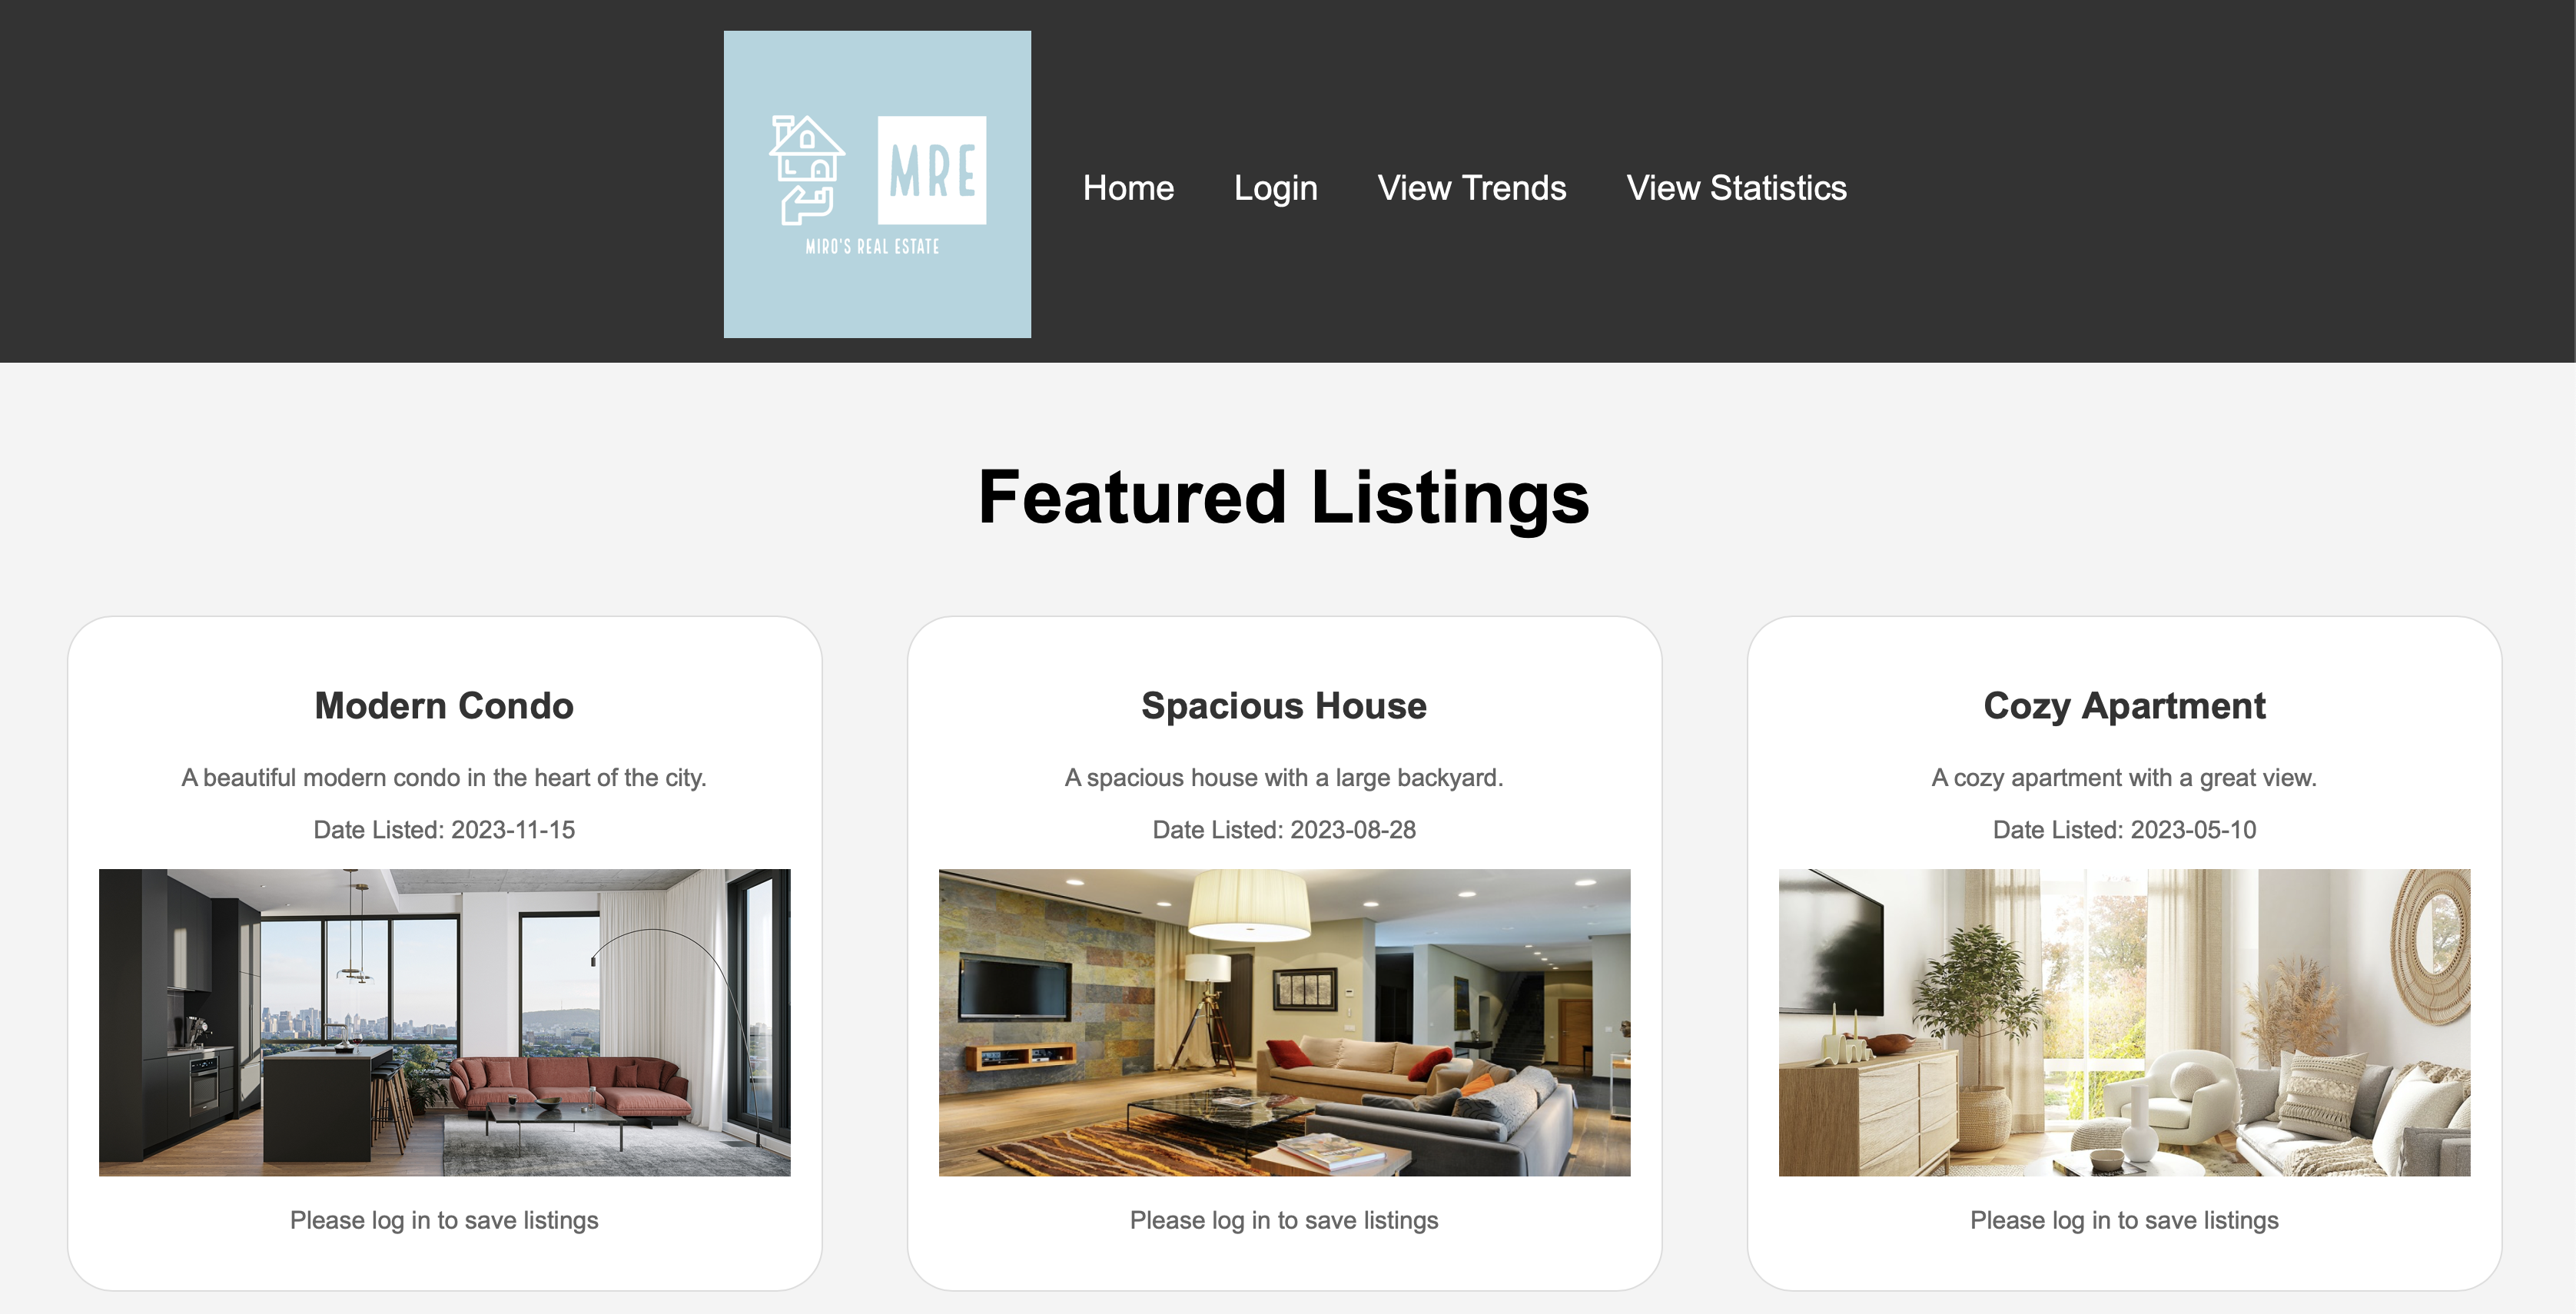 MRE
MIRO'S REAL ESTATE
Home Login View Trends View Statistics
Featured Listings
Modern Condo
A beautiful modern condo in the heart of the city.
Date Listed: 2023-11-15
Please log in to save listings
Spacious House
A spacious house with a large backyard.
Date Listed: 2023-08-28
Please log in to save listings
Cozy Apartment
A cozy apartment with a great view.
Date Listed: 2023-05-10
Please log in to save listings